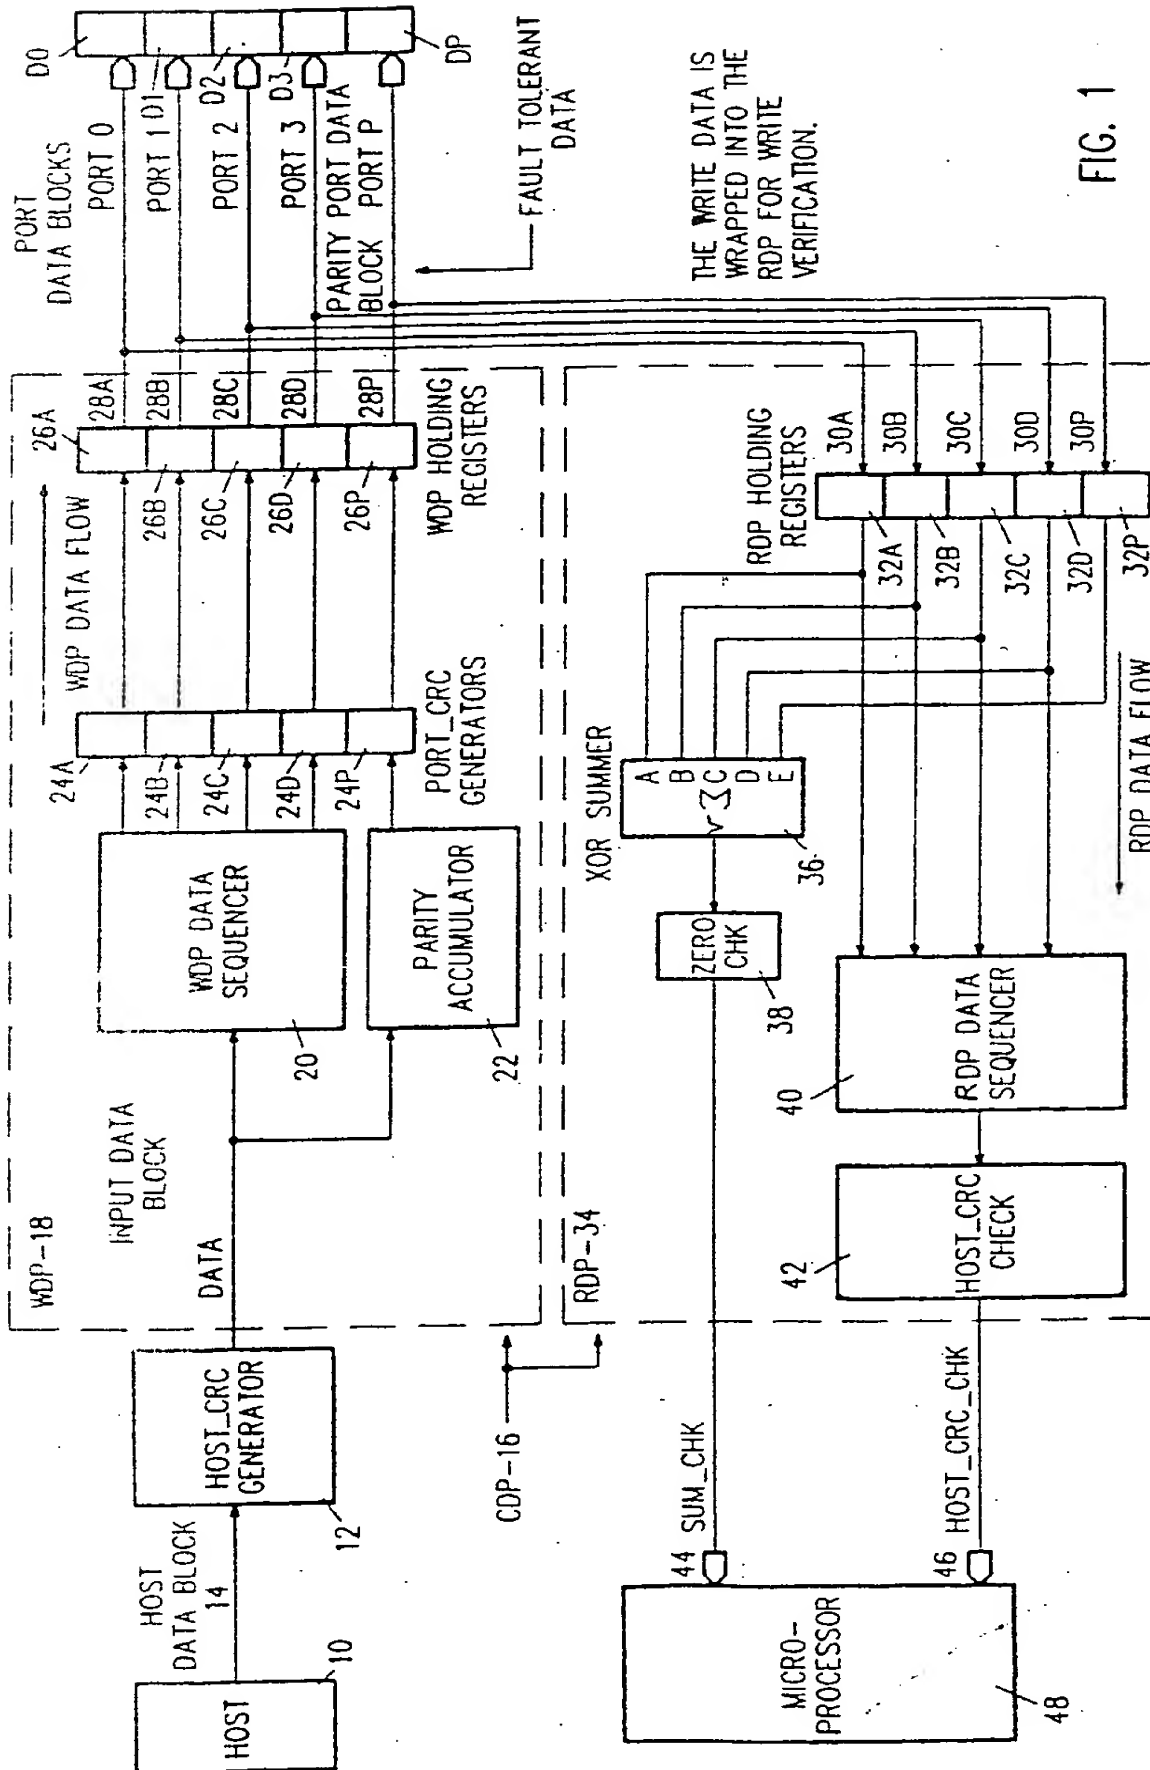 HOST
10
HOST
DATA BLOCK
14
HOST_CRC
GENERATOR
12
WDP-18
INPUT DATA
BLOCK
DATA
WDP DATA
SEQUENCER
20
PARITY
ACCUMULATOR
22
24A
24B
24C
24D
24P
PORT_CRC
GENERATORS
WDP DATA FLOW
26A
26B
26C
26D
26P
WDP HOLDING
REGISTERS
28A
28B
28C
28D
28P
PORT
DATA BLOCKS
PORT 0
PORT 1
PORT 2
PORT 3
PARITY PORT DATA
BLOCK PORT P
D0
D1
D2
D3
DP
FAULT TOLERANT
DATA
THE WRITE DATA IS
WRAPPED INTO THE
RDP FOR WRITE
VERIFICATION.
CDP-16
RDP-34
RDP HOLDING
REGISTERS
30A
30B
30C
30D
30P
32A
32B
32C
32D
32P
XOR SUMMER
A
B
C
D
E
36
ZERO
CHK
38
RDP DATA
SEQUENCER
40
HOST_CRC
CHECK
42
RDP DATA FLOW
SUM_CHK
44
HOST_CRC_CHK
46
MICRO-
PROCESSOR
48
FIG. 1